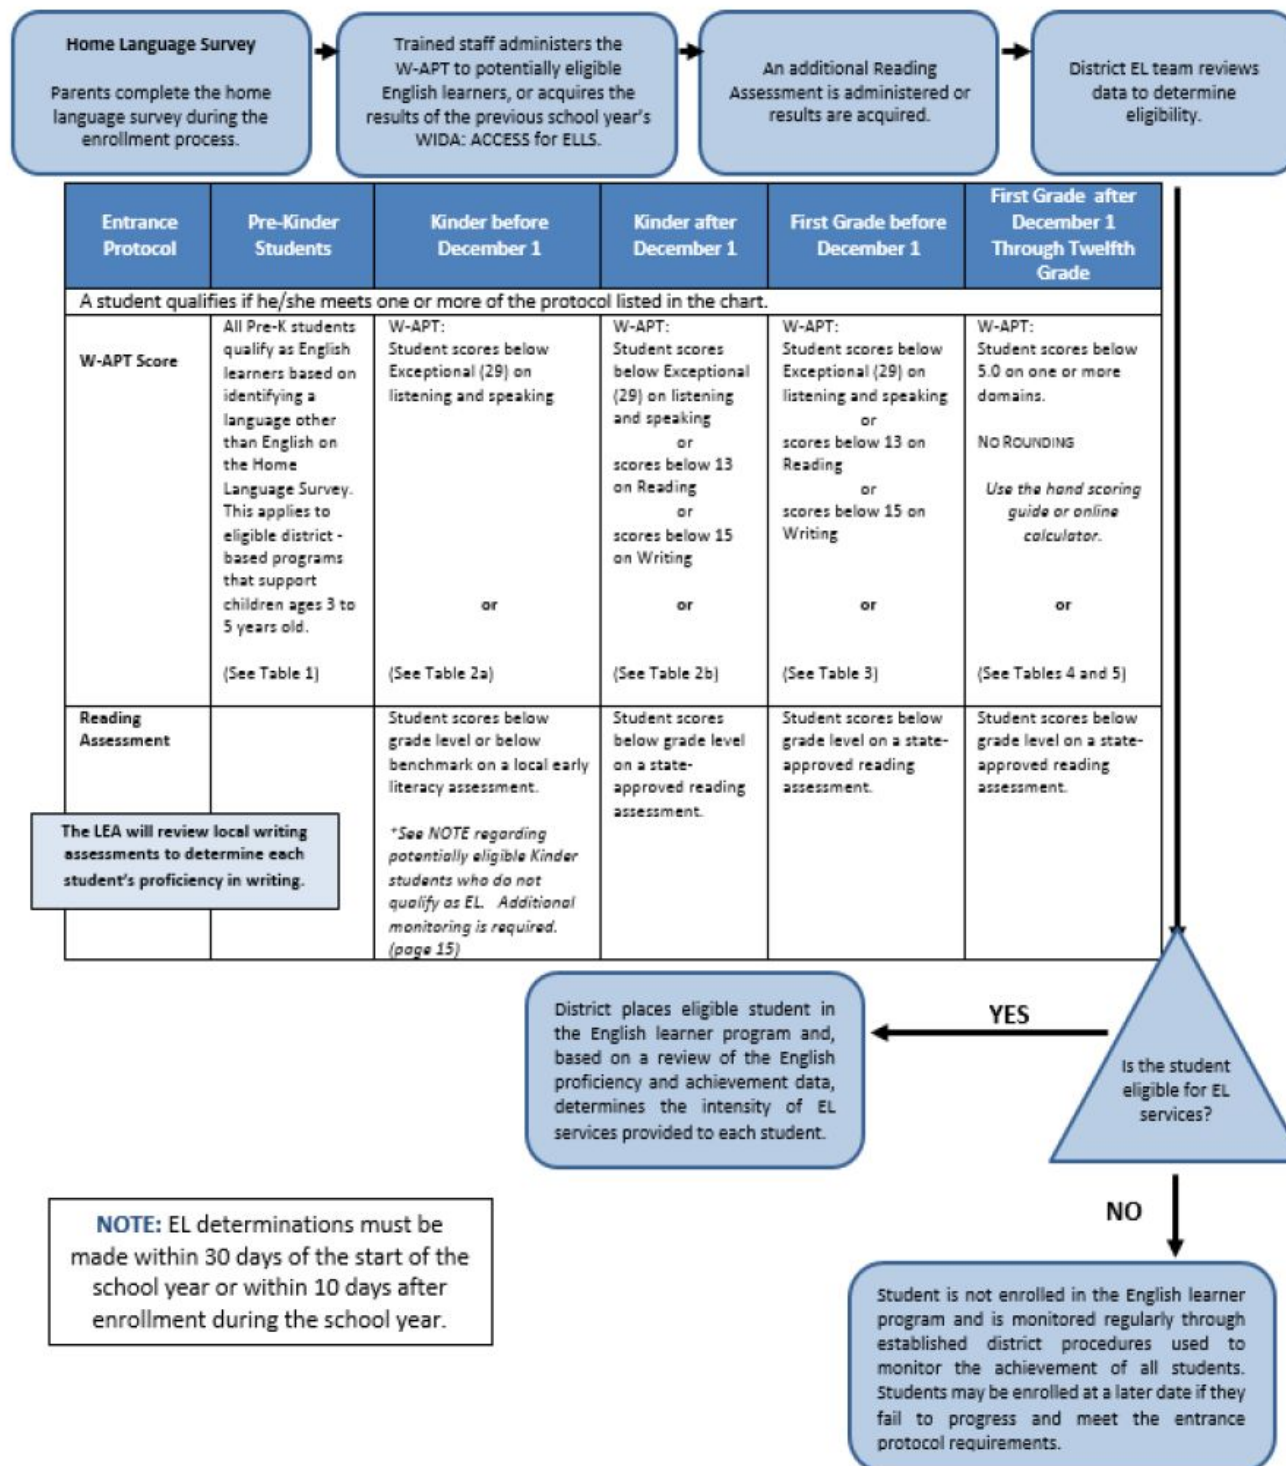 Home Language Survey
Parents complete the home
language survey during the
enrollment process.
Trained staff administers the
W-APT to potentially eligible
English learners, or acquires the
results of the previous school year's
WIDA: ACCESS for ELLS.
An additional Reading
Assessment is administered or
results are acquired.
District EL team reviews
data to determine
eligibility.
Entrance
Protocol
Pre-Kinder
Students
Kinder before
December 1
Kinder after
December 1
First Grade before
December 1
First Grade after
December 1
Through Twelfth
Grade
A student qualifies if he/she meets one or more of the protocol listed in the chart.
W-APT Score
All Pre-K students
qualify as English
learners based on
identifying a
language other
than English on
the Home
Language Survey.
This applies to
eligible district -
based programs
that support
children ages 3 to
5 years old.
(See Table 1)
W-APT:
Student scores below
Exceptional (29) on
listening and speaking
or
(See Table 2a)
W-APT:
Student scores
below Exceptional
(29) on listening
and speaking
or
scores below 13
on Reading
or
scores below 15
on Writing
or
(See Table 2b)
W-APT:
Student scores below
Exceptional (29) on
listening and speaking
or
scores below 13 on
Reading
or
scores below 15 on
Writing
or
(See Table 3)
W-APT:
Student scores below
5.0 on one or more
domains.
NO ROUNDING
Use the hand scoring
guide or online
calculator.
or
(See Tables 4 and 5)
Reading
Assessment
Student scores below
grade level or below
benchmark on a local early
literacy assessment.
*See NOTE regarding
potentially eligible Kinder
students who do not
qualify as EL. Additional
monitoring is required.
(page 15)
Student scores
below grade level
on a state-
approved reading
assessment.
Student scores below
grade level on a state-
approved reading
assessment.
Student scores below
grade level on a state-
approved reading
assessment.
The LEA will review local writing
assessments to determine each
student's proficiency in writing.
District places eligible student in
the English learner program and,
based on a review of the English
proficiency and achievement data,
determines the intensity of EL
services provided to each student.
YES
Is the student
eligible for EL
services?
NO
NOTE: EL determinations must be
made within 30 days of the start of the
school year or within 10 days after
enrollment during the school year.
Student is not enrolled in the English learner
program and is monitored regularly through
established district procedures used to
monitor the achievement of all students.
Students may be enrolled at a later date if they
fail to progress and meet the entrance
protocol requirements.